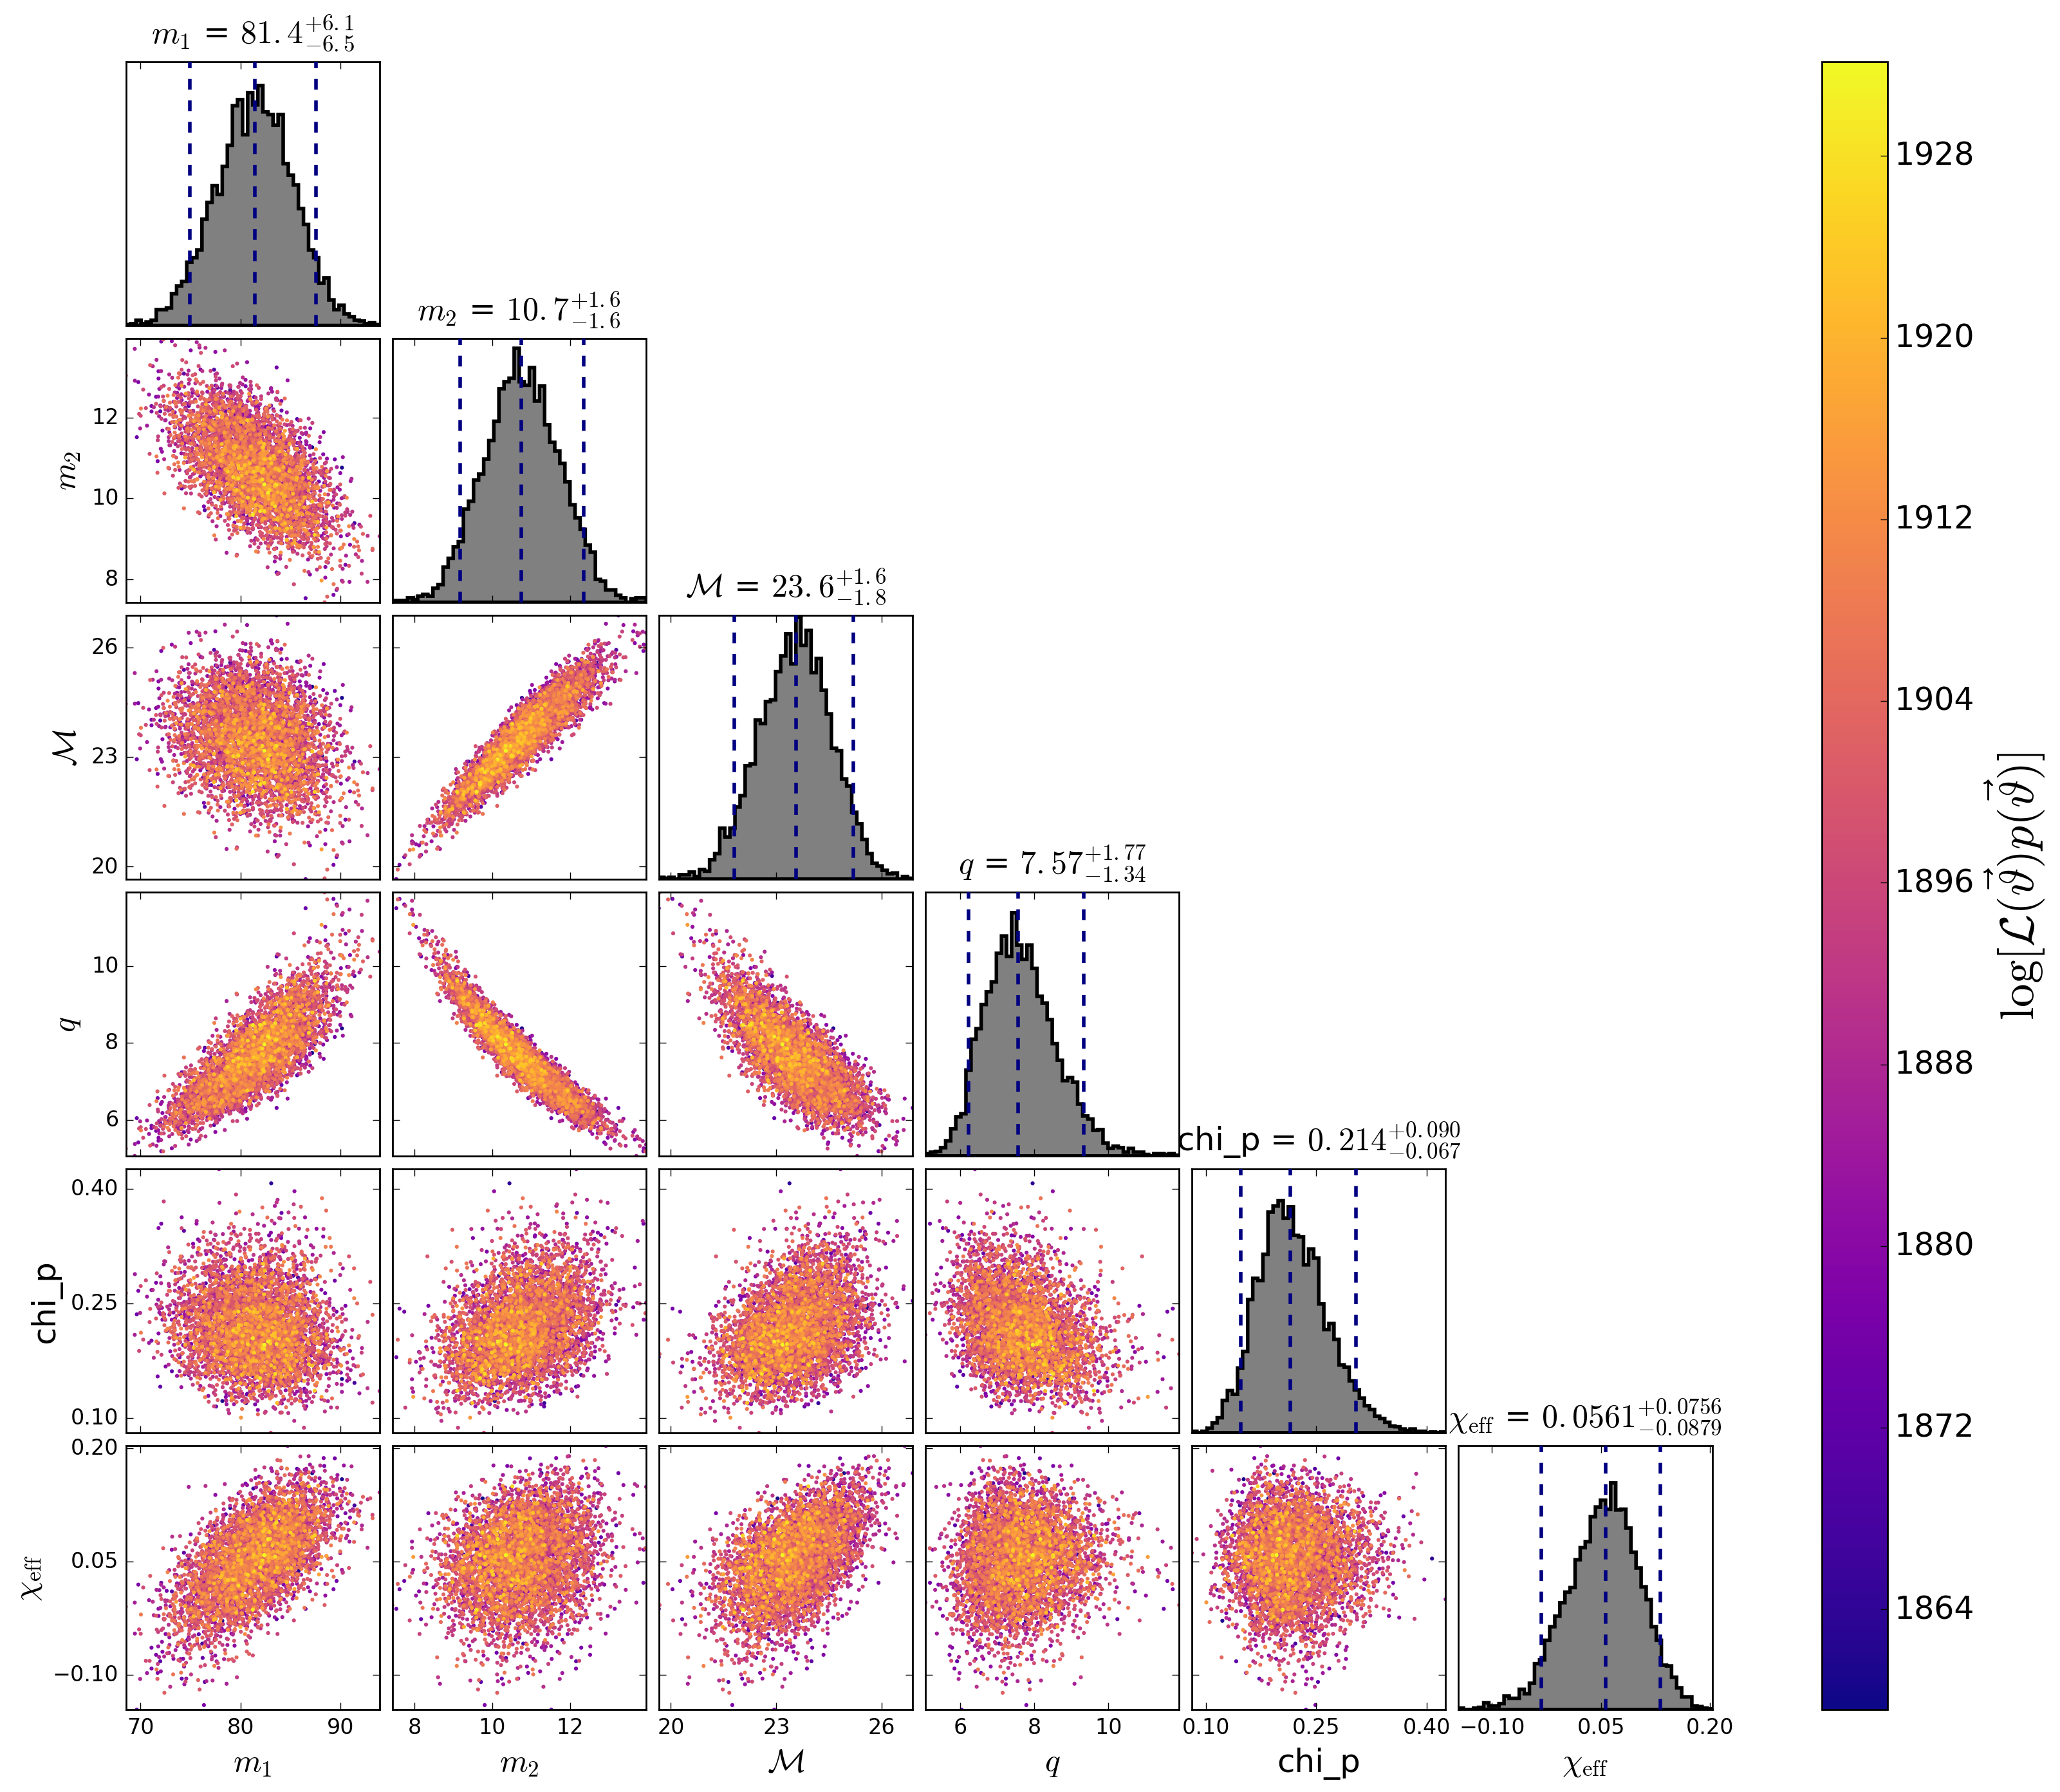 m₁ = 81.4 +6.1 −6.5
m₂ = 10.7 +1.6 −1.6
ℳ = 23.6 +1.6 −1.8
q = 7.57 +1.77 −1.34
chi_p = 0.214 +0.090 −0.067
χeff = 0.0561 +0.0756 −0.0879
m₂
12
10
8
ℳ
26
23
20
q
10
8
6
chi_p
0.40
0.25
0.10
χeff
0.20
0.05
−0.10
70 80 90
8 10 12
20 23 26
6 8 10
0.10 0.25 0.40
−0.10 0.05 0.20
m₁ m₂ ℳ q chi_p χeff
1928
1920
1912
1904
1896
1888
1880
1872
1864
log[ℒ(ϑ⃗)p(ϑ⃗)]